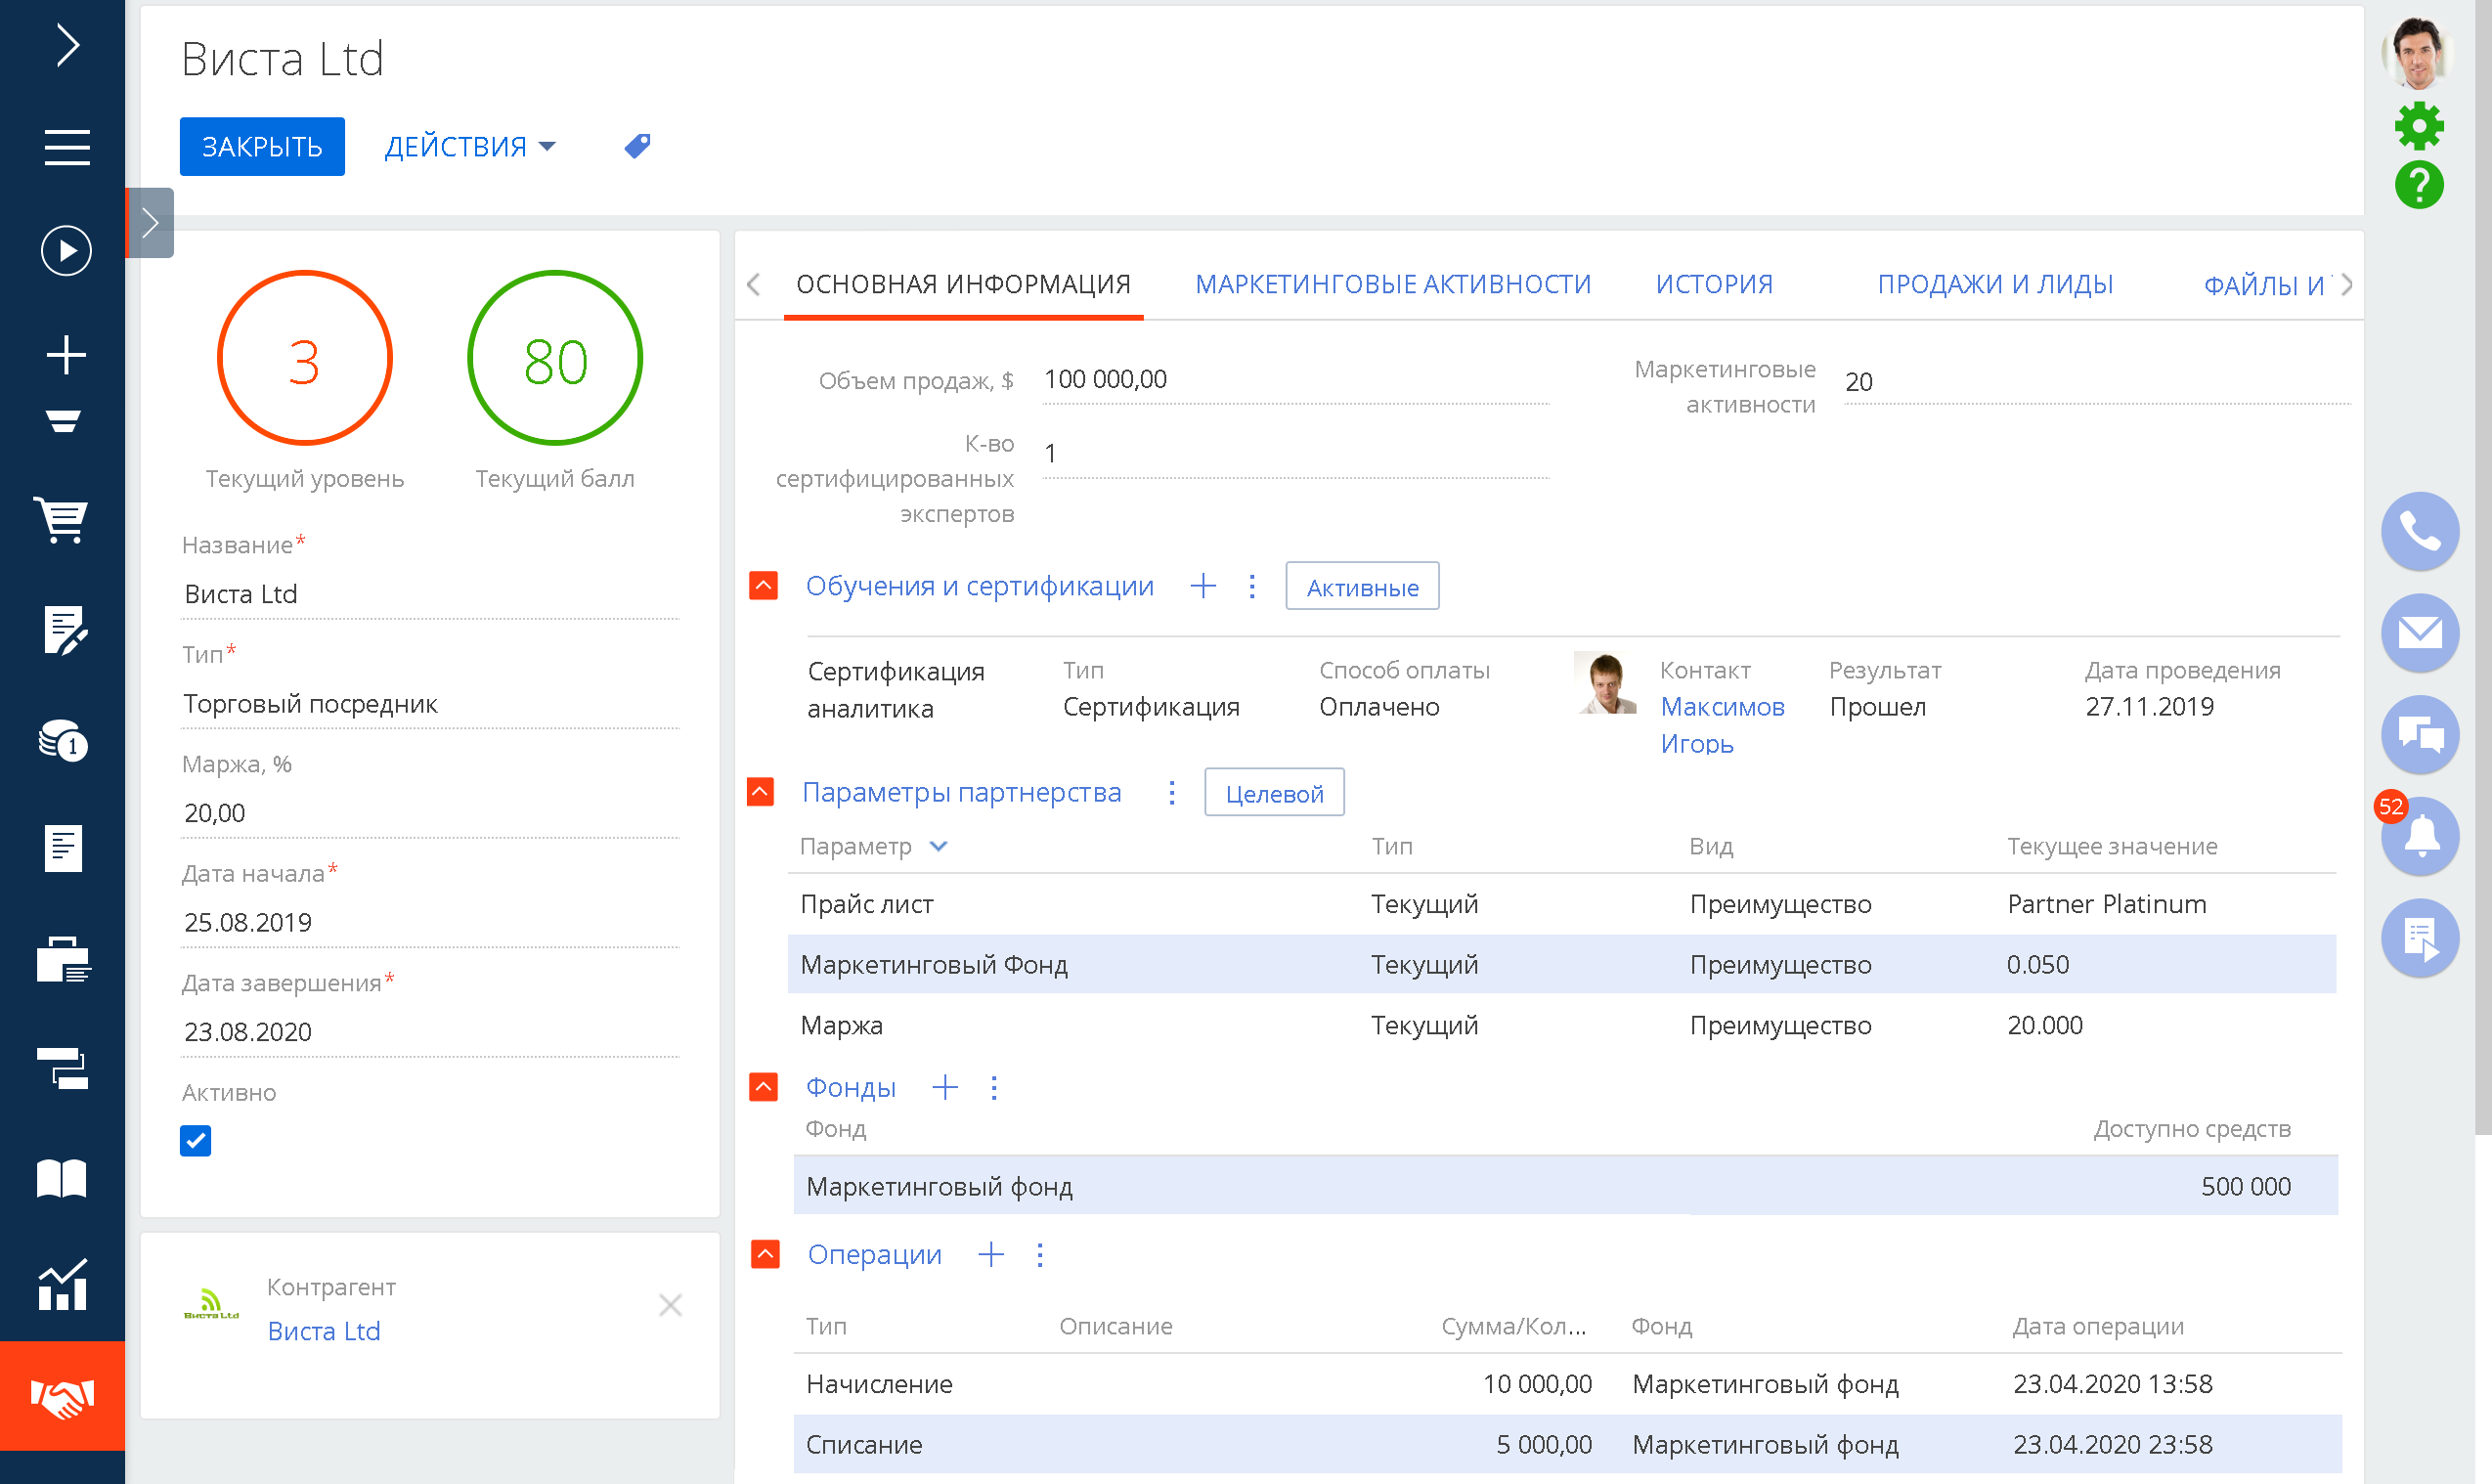 Виста Ltd
ЗАКРЫТЬ
ДЕЙСТВИЯ
3
80
Текущий уровень
Текущий балл
Название*
Виста Ltd
Тип*
Торговый посредник
Маржа, %
20,00
Дата начала*
25.08.2019
Дата завершения*
23.08.2020
Активно
Контрагент
Виста Ltd
Виста Ltd
ОСНОВНАЯ ИНФОРМАЦИЯ
МАРКЕТИНГОВЫЕ АКТИВНОСТИ
ИСТОРИЯ
ПРОДАЖИ И ЛИДЫ
ФАЙЛЫ И
Объем продаж, $
100 000,00
Маркетинговые
активности
20
К-во
сертифицированных
экспертов
1
Обучения и сертификации
Активные
Сертификация
аналитика
Тип
Сертификация
Способ оплаты
Оплачено
Контакт
Максимов
Игорь
Результат
Прошел
Дата проведения
27.11.2019
Параметры партнерства
Целевой
Параметр Тип Вид Текущее значение
Прайс лист Текущий Преимущество Partner Platinum
Маркетинговый Фонд Текущий Преимущество 0.050
Маржа Текущий Преимущество 20.000
Фонды
Фонд Доступно средств
Маркетинговый фонд 500 000
Операции
Тип Описание Сумма/Кол... Фонд Дата операции
Начисление 10 000,00 Маркетинговый фонд 23.04.2020 13:58
Списание 5 000,00 Маркетинговый фонд 23.04.2020 23:58
1
?
52